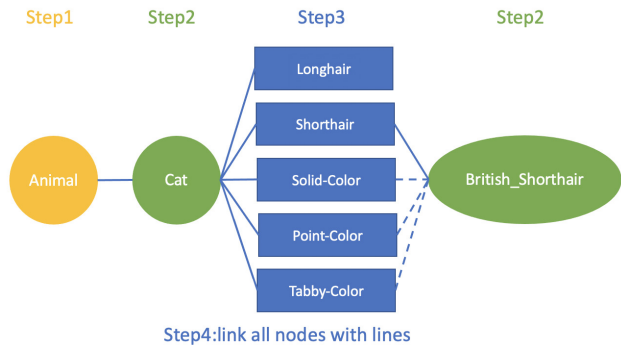 Step1
Step2
Step3
Step2
Longhair
Shorthair
Animal
Cat
Solid-Color
British_Shorthair
Point-Color
Tabby-Color
Step4:link all nodes with lines